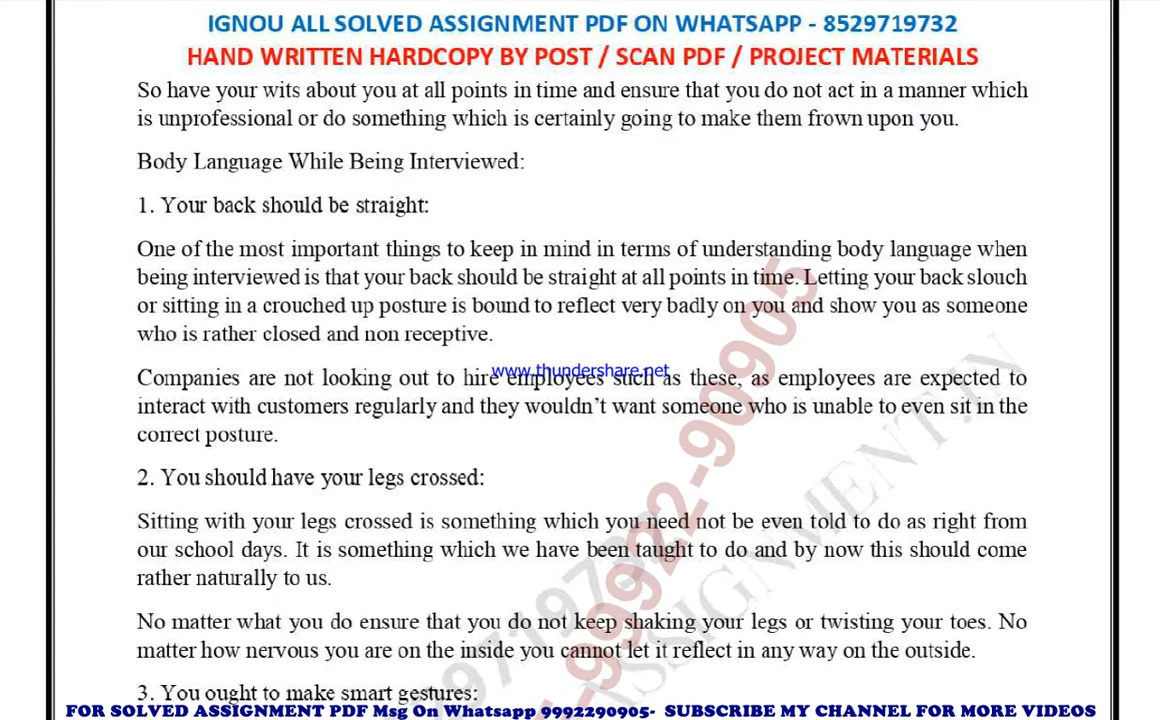 IGNOU ALL SOLVED ASSIGNMENT PDF ON WHATSAPP - 8529719732
HAND WRITTEN HARDCOPY BY POST / SCAN PDF / PROJECT MATERIALS
So have your wits about you at all points in time and ensure that you do not act in a manner which
is unprofessional or do something which is certainly going to make them frown upon you.
Body Language While Being Interviewed:
1. Your back should be straight:
One of the most important things to keep in mind in terms of understanding body language when
being interviewed is that your back should be straight at all points in time. Letting your back slouch
or sitting in a crouched up posture is bound to reflect very badly on you and show you as someone
who is rather closed and non receptive.
www.thundershare.net
Companies are not looking out to hire employees such as these, as employees are expected to
interact with customers regularly and they wouldn't want someone who is unable to even sit in the
correct posture.
2. You should have your legs crossed:
Sitting with your legs crossed is something which you need not be even told to do as right from
our school days. It is something which we have been taught to do and by now this should come
rather naturally to us.
No matter what you do ensure that you do not keep shaking your legs or twisting your toes. No
matter how nervous you are on the inside you cannot let it reflect in any way on the outside.
3. You ought to make smart gestures:
FOR SOLVED ASSIGNMENT PDF Msg On Whatsapp 9992290905- SUBSCRIBE MY CHANNEL FOR MORE VIDEOS